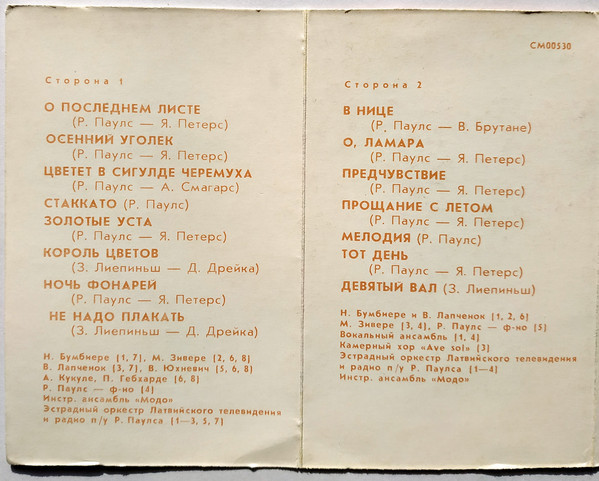 Сторона 1
О ПОСЛЕДНЕМ ЛИСТЕ
(Р. Паулс — Я. Петерс)
ОСЕННИЙ УГОЛЕК
(Р. Паулс — Я. Петерс)
ЦВЕТЕТ В СИГУЛДЕ ЧЕРЕМУХА
(Р. Паулс — А. Смагарс)
СТАККАТО (Р. Паулс)
ЗОЛОТЫЕ УСТА
(Р. Паулс — Я. Петерс)
КОРОЛЬ ЦВЕТОВ
(З. Лиепиньш — Д. Дрейка)
НОЧЬ ФОНАРЕЙ
(Р. Паулс — Я. Петерс)
НЕ НАДО ПЛАКАТЬ
(З. Лиепиньш — Д. Дрейка)
Н. Бумбиере [1, 7], М. Зивере [2, 6, 8]
В. Лапченок [3, 7], В. Юхневич [5, 6, 8]
А. Кукуле, П. Гебхарде [6, 8]
Р. Паулс — ф-но [4]
Инстр. ансамбль «Модо»
Эстрадный оркестр Латвийского телевидения
и радио п/у Р. Паулса [1—3, 5, 7]
СМ00530
Сторона 2
В НИЦЕ
(Р. Паулс — В. Брутане)
О, ЛАМАРА
(Р. Паулс — Я. Петерс)
ПРЕДЧУВСТВИЕ
(Р. Паулс — Я. Петерс)
ПРОЩАНИЕ С ЛЕТОМ
(Р. Паулс — Я. Петерс)
МЕЛОДИЯ (Р. Паулс)
ТОТ ДЕНЬ
(Р. Паулс — Я. Петерс)
ДЕВЯТЫЙ ВАЛ (З. Лиепиньш)
Н. Бумбиере и В. Лапченок [1, 2, 6]
М. Зивере [3, 4], Р. Паулс — ф-но [5]
Вокальный ансамбль [1, 4]
Камерный хор «Ave sol» [3]
Эстрадный оркестр Латвийского телевидения
и радио п/у Р. Паулса [1—4]
Инстр. ансамбль «Модо»